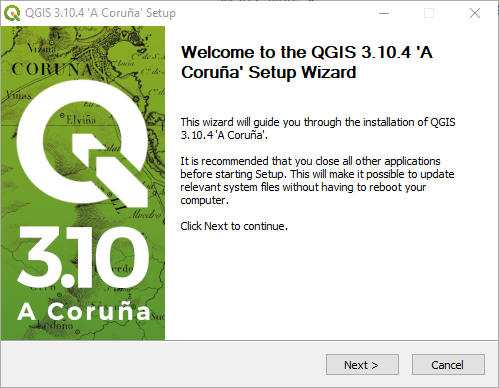 QGIS 3.10.4 'A Coruña' Setup
Welcome to the QGIS 3.10.4 'A
Coruña' Setup Wizard
This wizard will guide you through the installation of QGIS
3.10.4 'A Coruña'.
It is recommended that you close all other applications
before starting Setup. This will make it possible to update
relevant system files without having to reboot your
computer.
Click Next to continue.
CORUÑA
Elviña
3.10
A Coruña
Next >
Cancel